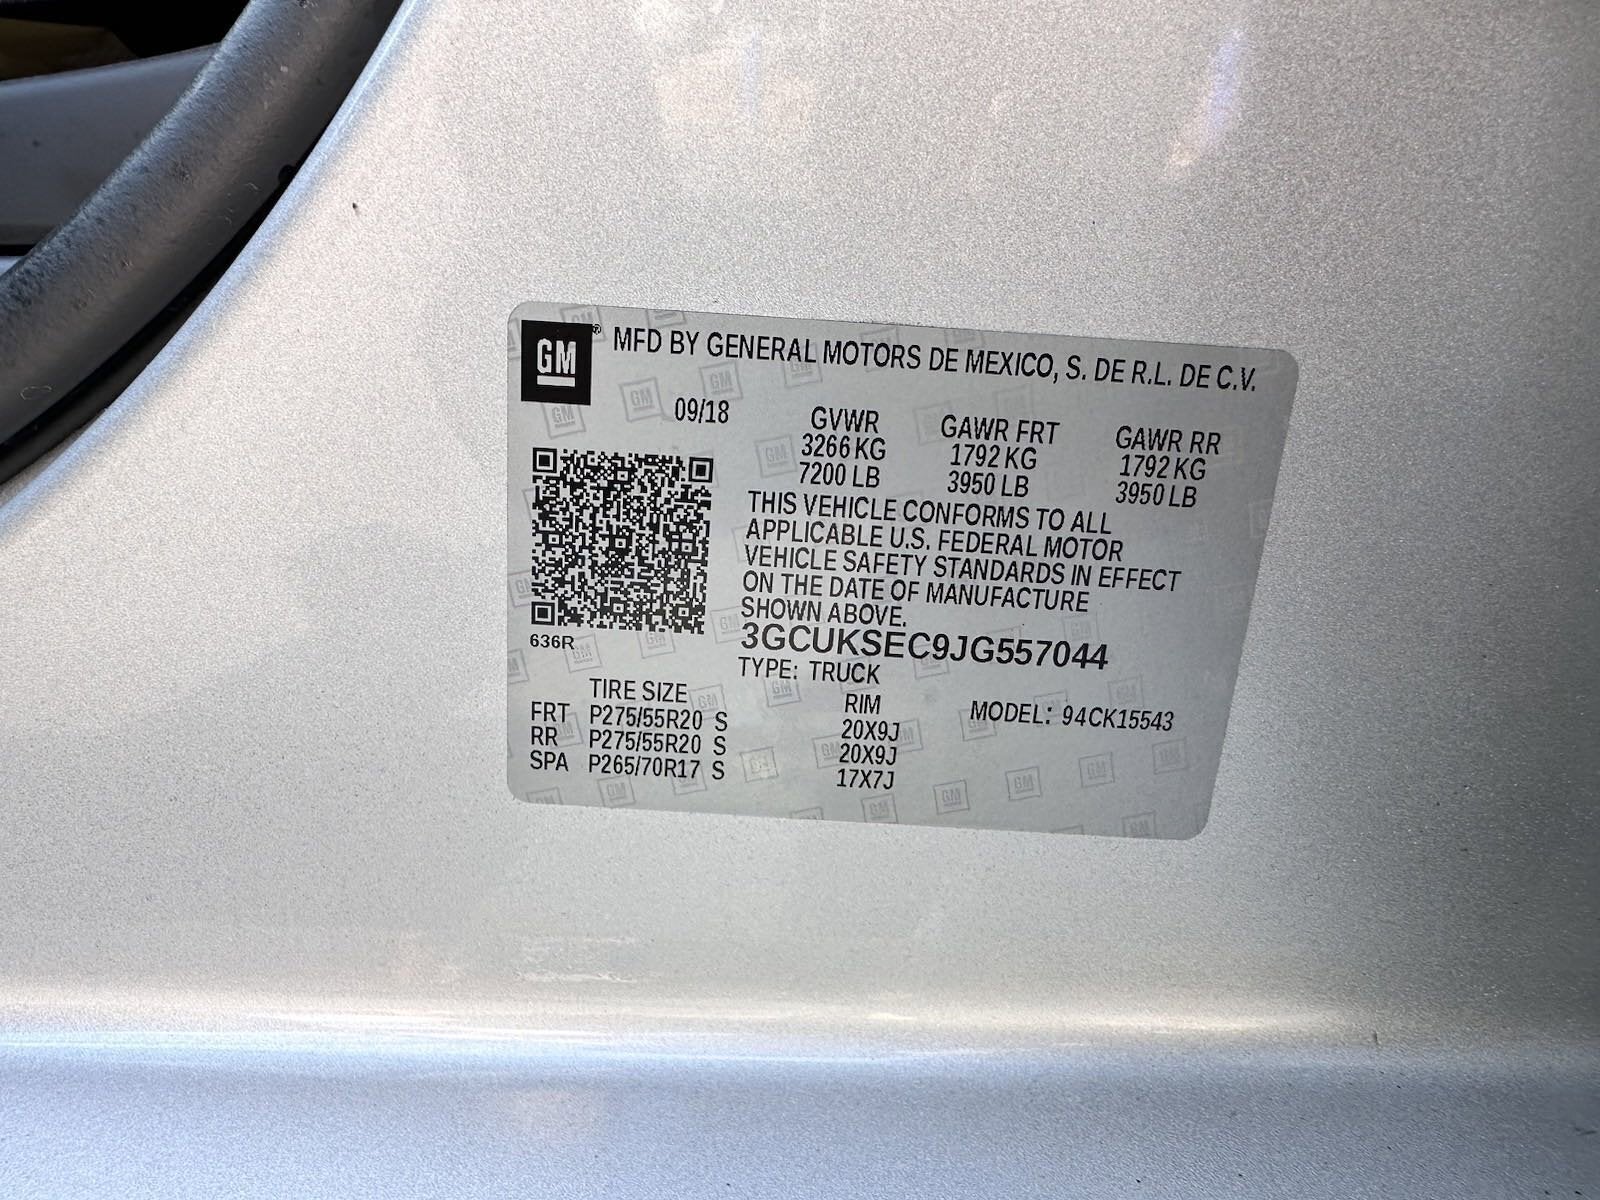 GM® MFD BY GENERAL MOTORS DE MEXICO, S. DE R.L. DE C.V.
09/18
GVWR GAWR FRT GAWR RR
3266 KG 1792 KG 1792 KG
7200 LB 3950 LB 3950 LB
THIS VEHICLE CONFORMS TO ALL
APPLICABLE U.S. FEDERAL MOTOR
VEHICLE SAFETY STANDARDS IN EFFECT
ON THE DATE OF MANUFACTURE
SHOWN ABOVE.
636R
3GCUKSEC9JG557044
TYPE: TRUCK
TIRE SIZE RIM MODEL: 94CK15543
FRT P275/55R20 S 20X9J
RR P275/55R20 S 20X9J
SPA P265/70R17 S 17X7J